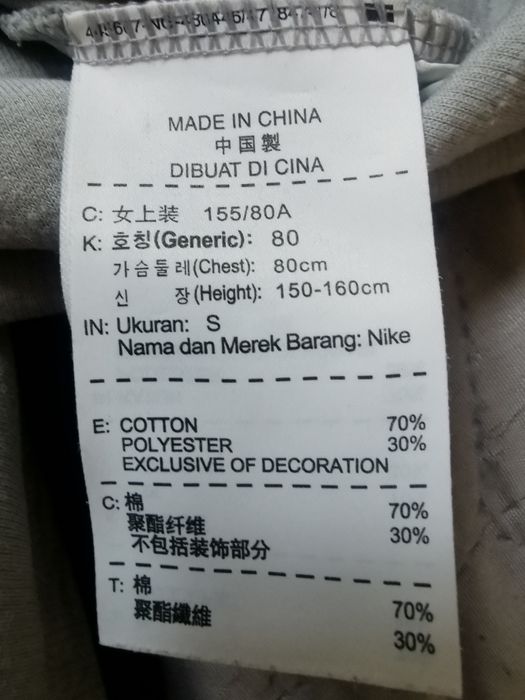 MADE IN CHINA
中国製
DIBUAT DI CINA
C: 女上装 155/80A
K: 호칭(Generic): 80
가슴둘레(Chest): 80cm
신 장(Height): 150-160cm
IN: Ukuran: S
Nama dan Merek Barang: Nike
E: COTTON 70%
POLYESTER 30%
EXCLUSIVE OF DECORATION
C: 棉 70%
聚酯纤维 30%
不包括装饰部分
T: 棉 70%
聚酯纖維 30%